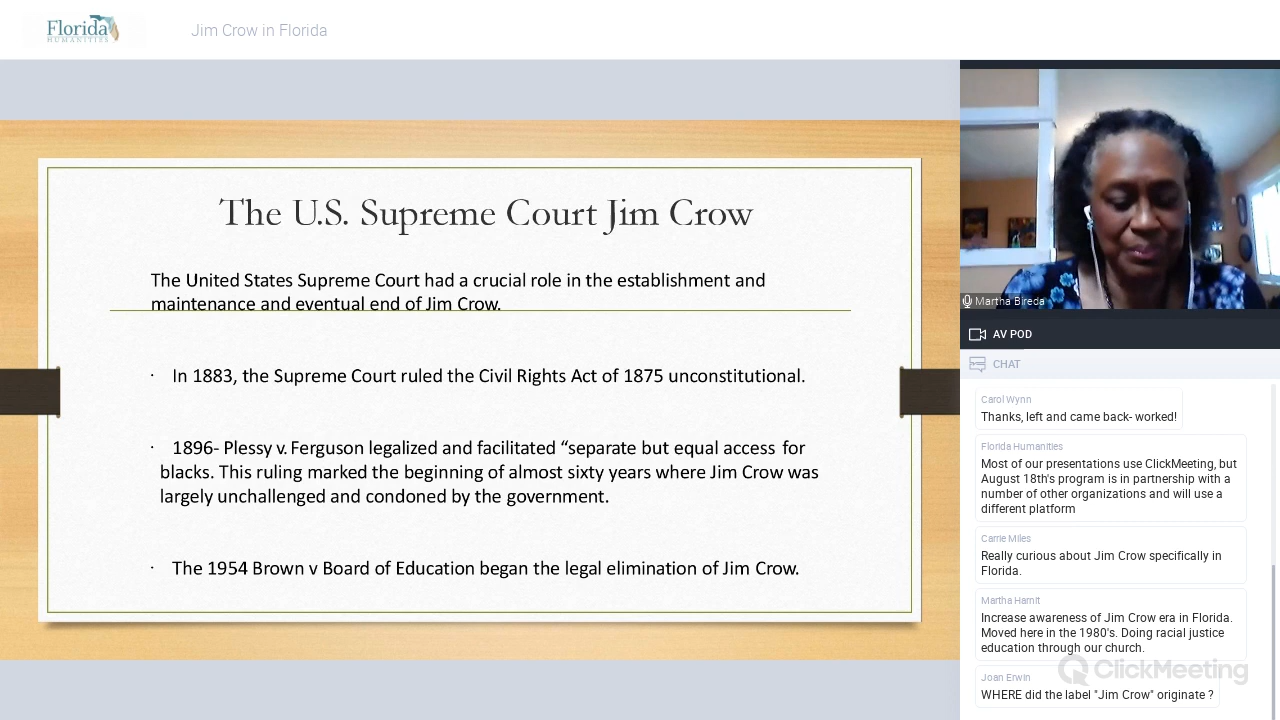 Florida
HUMANITIES
Jim Crow in Florida
The U.S. Supreme Court Jim Crow
The United States Supreme Court had a crucial role in the establishment and
maintenance and eventual end of Jim Crow.
· In 1883, the Supreme Court ruled the Civil Rights Act of 1875 unconstitutional.
· 1896- Plessy v. Ferguson legalized and facilitated “separate but equal access for
blacks. This ruling marked the beginning of almost sixty years where Jim Crow was
largely unchallenged and condoned by the government.
· The 1954 Brown v Board of Education began the legal elimination of Jim Crow.
Martha Bireda
AV POD
CHAT
Carol Wynn
Thanks, left and came back- worked!
Florida Humanities
Most of our presentations use ClickMeeting, but
August 18th's program is in partnership with a
number of other organizations and will use a
different platform
Carrie Miles
Really curious about Jim Crow specifically in
Florida.
Martha Harnit
Increase awareness of Jim Crow era in Florida.
Moved here in the 1980's. Doing racial justice
education through our church.
ClickMeeting
Joan Erwin
WHERE did the label "Jim Crow" originate ?